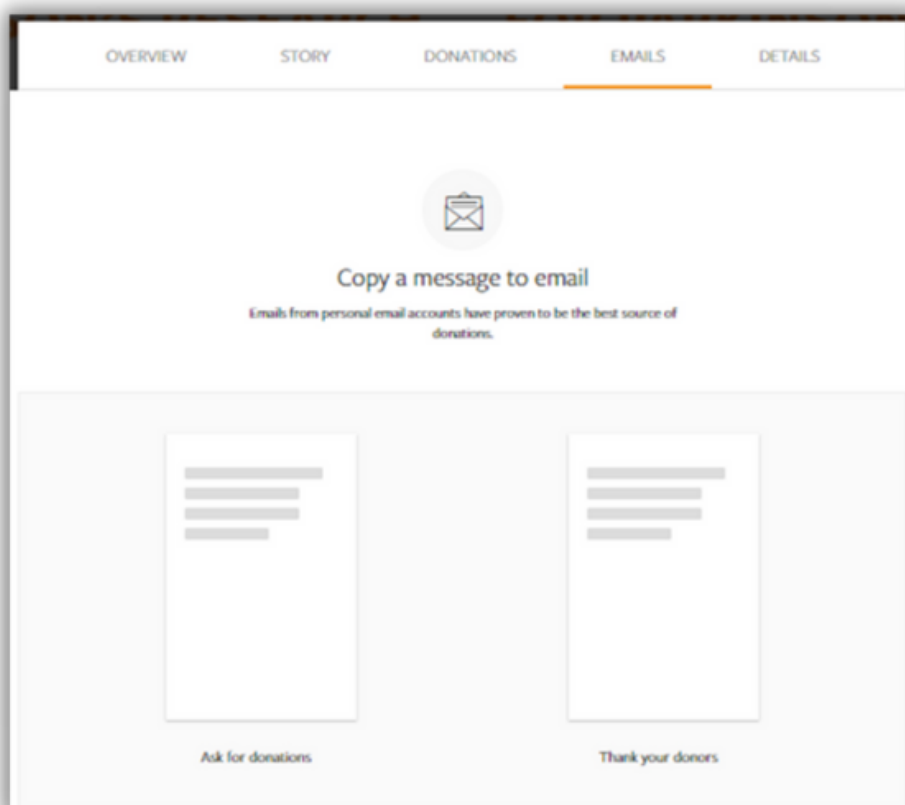 OVERVIEW STORY DONATIONS EMAILS DETAILS
Copy a message to email
Emails from personal email accounts have proven to be the best source of
donations.
Ask for donations Thank your donors